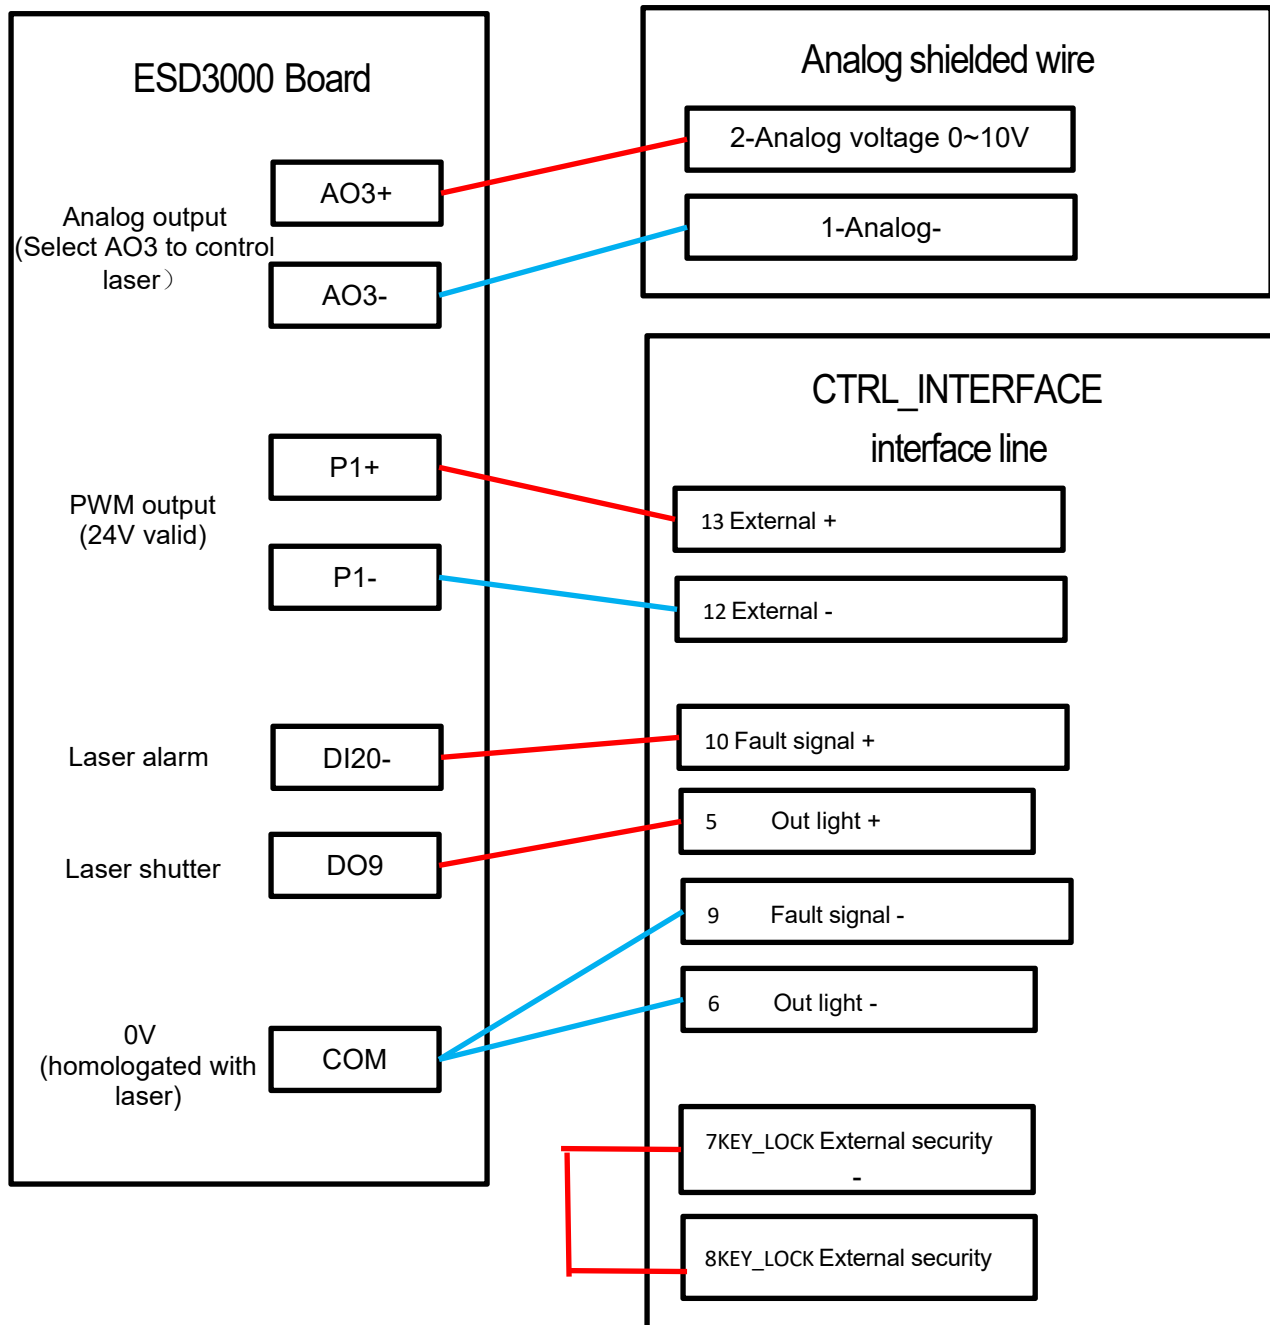 ESD3000 Board
Analog output
(Select AO3 to control
laser）
AO3+
AO3-
PWM output
(24V valid)
P1+
P1-
Laser alarm
DI20-
Laser shutter
DO9
0V
(homologated with
laser)
COM
Analog shielded wire
2-Analog voltage 0~10V
1-Analog-
CTRL_INTERFACE
interface line
13 External +
12 External -
10 Fault signal +
5 Out light +
9 Fault signal -
6 Out light -
7KEY_LOCK External security
-
8KEY_LOCK External security